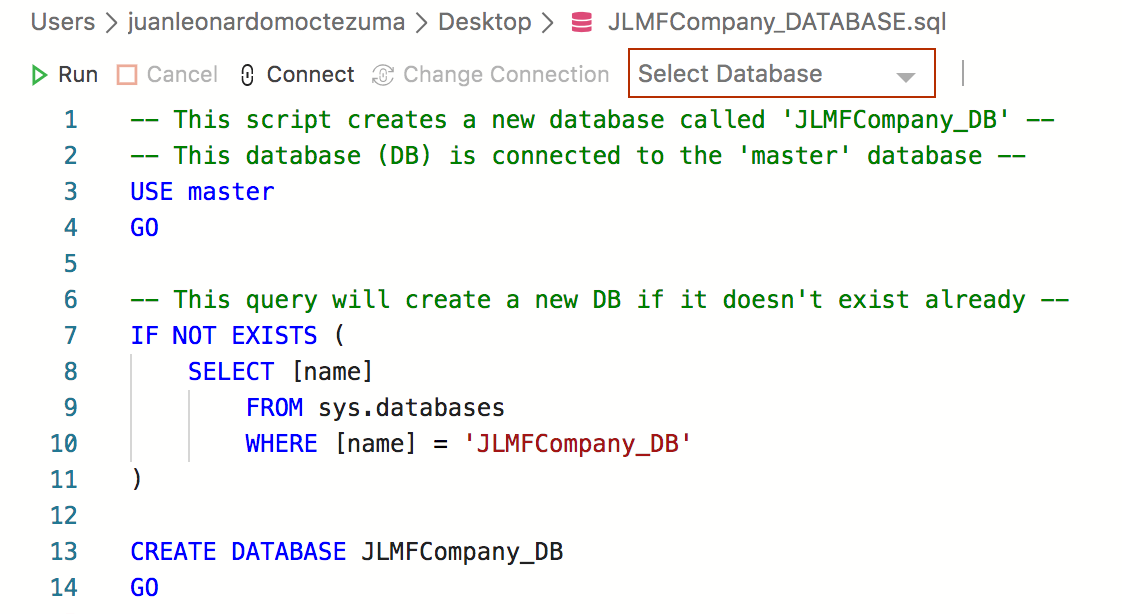 Users > juanleonardomoctezuma > Desktop > JLMFCompany_DATABASE.sql
Run Cancel Connect Change Connection Select Database
1 -- This script creates a new database called 'JLMFCompany_DB' --
2 -- This database (DB) is connected to the 'master' database --
3 USE master
4 GO
5
6 -- This query will create a new DB if it doesn't exist already --
7 IF NOT EXISTS (
8 SELECT [name]
9 FROM sys.databases
10 WHERE [name] = 'JLMFCompany_DB'
11 )
12
13 CREATE DATABASE JLMFCompany_DB
14 GO